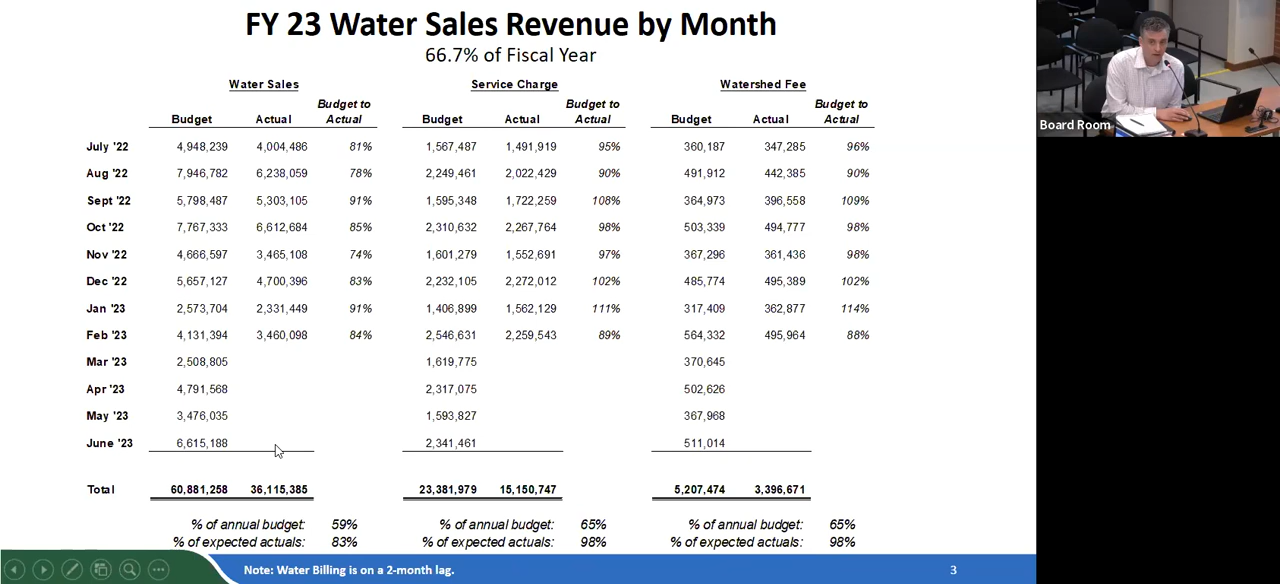 FY 23 Water Sales Revenue by Month
66.7% of Fiscal Year
Water Sales Service Charge Watershed Fee
Budget to Budget to Budget to
Budget Actual Actual Budget Actual Actual Budget Actual Actual
July '22 4,948,239 4,004,486 81% 1,567,487 1,491,919 95% 360,187 347,285 96%
Aug '22 7,946,782 6,238,059 78% 2,249,461 2,022,429 90% 491,912 442,385 90%
Sept '22 5,798,487 5,303,105 91% 1,595,348 1,722,259 108% 364,973 396,558 109%
Oct '22 7,767,333 6,612,684 85% 2,310,632 2,267,764 98% 503,339 494,777 98%
Nov '22 4,666,597 3,465,108 74% 1,601,279 1,552,691 97% 367,296 361,436 98%
Dec '22 5,657,127 4,700,396 83% 2,232,105 2,272,012 102% 485,774 495,389 102%
Jan '23 2,573,704 2,331,449 91% 1,406,899 1,562,129 111% 317,409 362,877 114%
Feb '23 4,131,394 3,460,098 84% 2,546,631 2,259,543 89% 564,332 495,964 88%
Mar '23 2,508,805 1,619,775 370,645
Apr '23 4,791,568 2,317,075 502,626
May '23 3,476,035 1,593,827 367,968
June '23 6,615,188 2,341,461 511,014
Total 60,881,258 36,115,385 23,381,979 15,150,747 5,207,474 3,396,671
% of annual budget: 59% % of annual budget: 65% % of annual budget: 65%
% of expected actuals: 83% % of expected actuals: 98% % of expected actuals: 98%
Note: Water Billing is on a 2-month lag. 3
Board Room